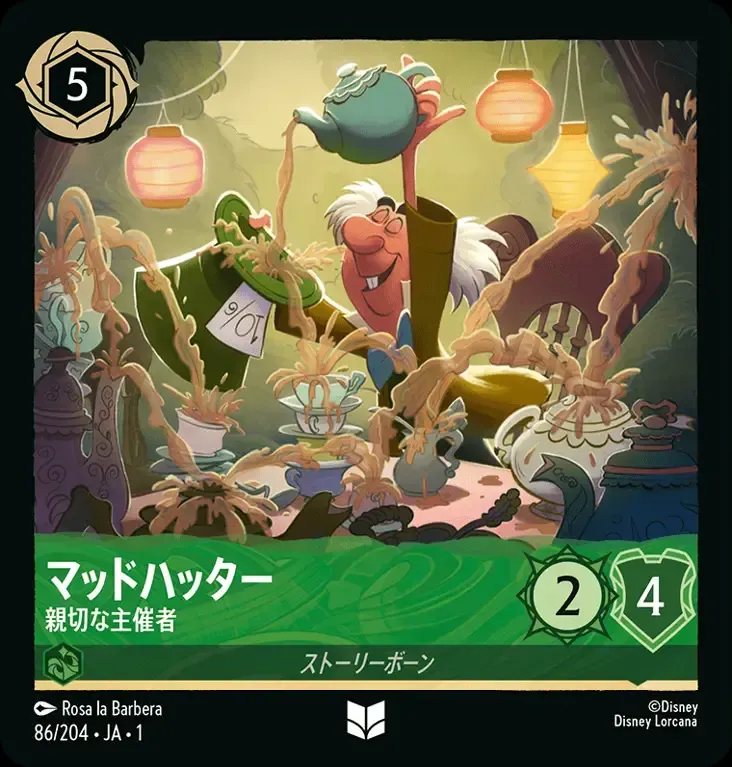 5
10/6
マッドハッター
親切な主催者
2
4
ストーリーボーン
Rosa la Barbera
86/204 • JA • 1
©Disney
Disney Lorcana